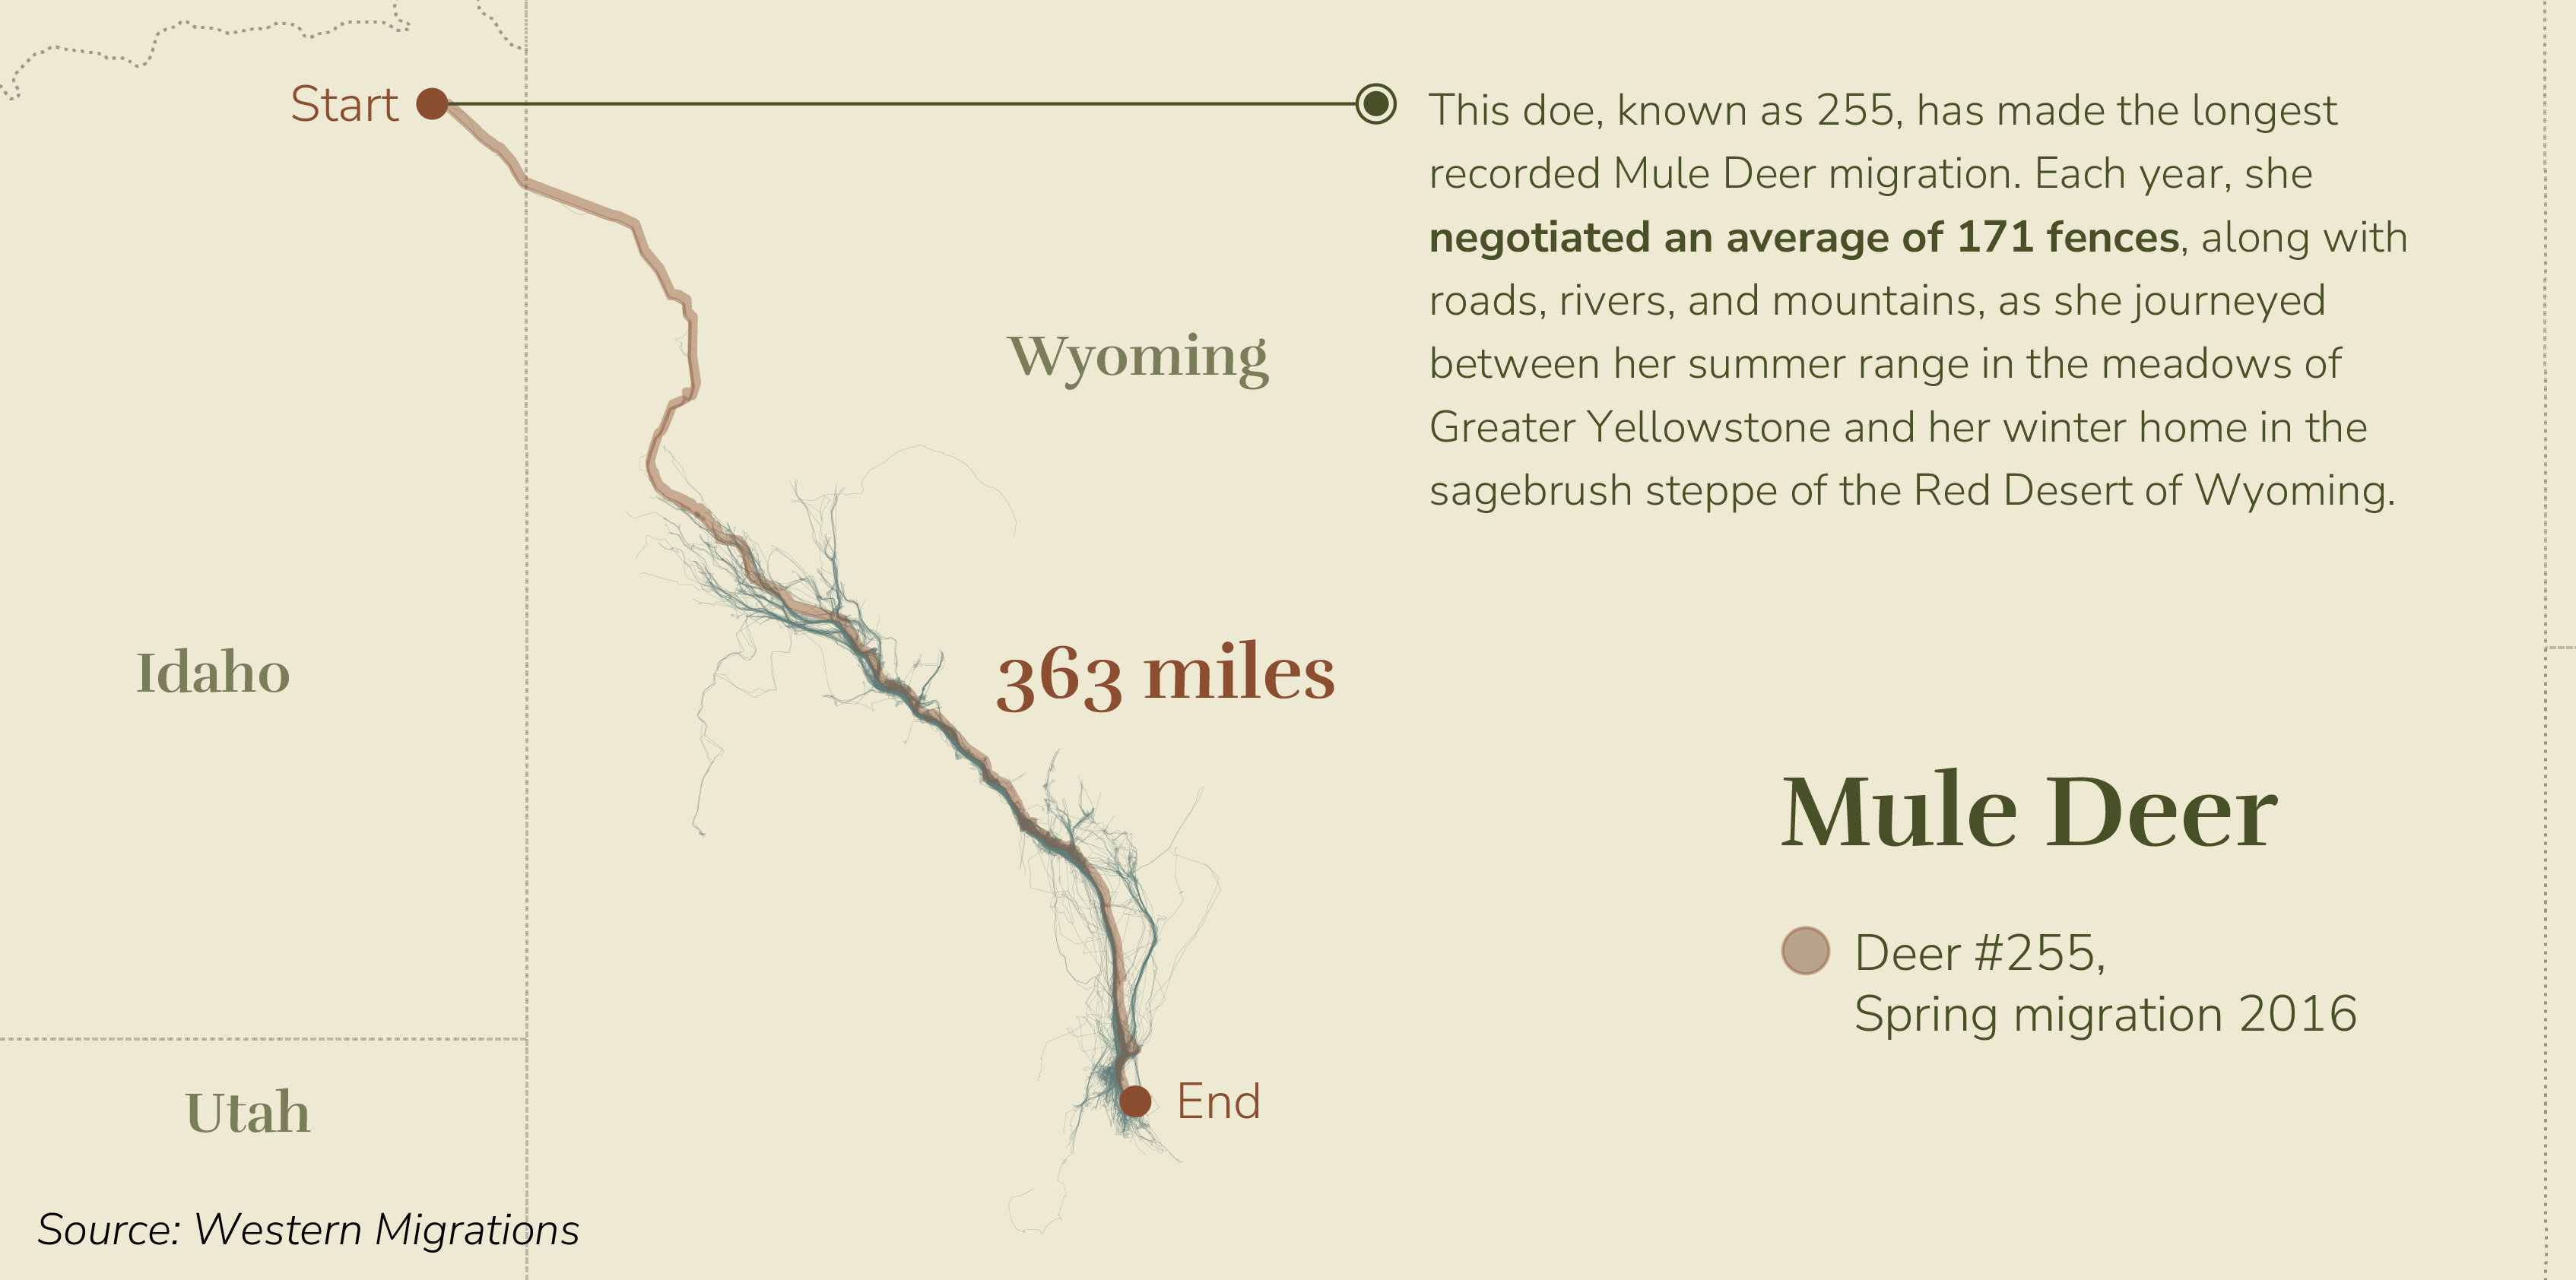 Start
This doe, known as 255, has made the longest
recorded Mule Deer migration. Each year, she
negotiated an average of 171 fences, along with
roads, rivers, and mountains, as she journeyed
between her summer range in the meadows of
Greater Yellowstone and her winter home in the
sagebrush steppe of the Red Desert of Wyoming.
Wyoming
Idaho
363 miles
Mule Deer
Deer #255,
Spring migration 2016
End
Utah
Source: Western Migrations